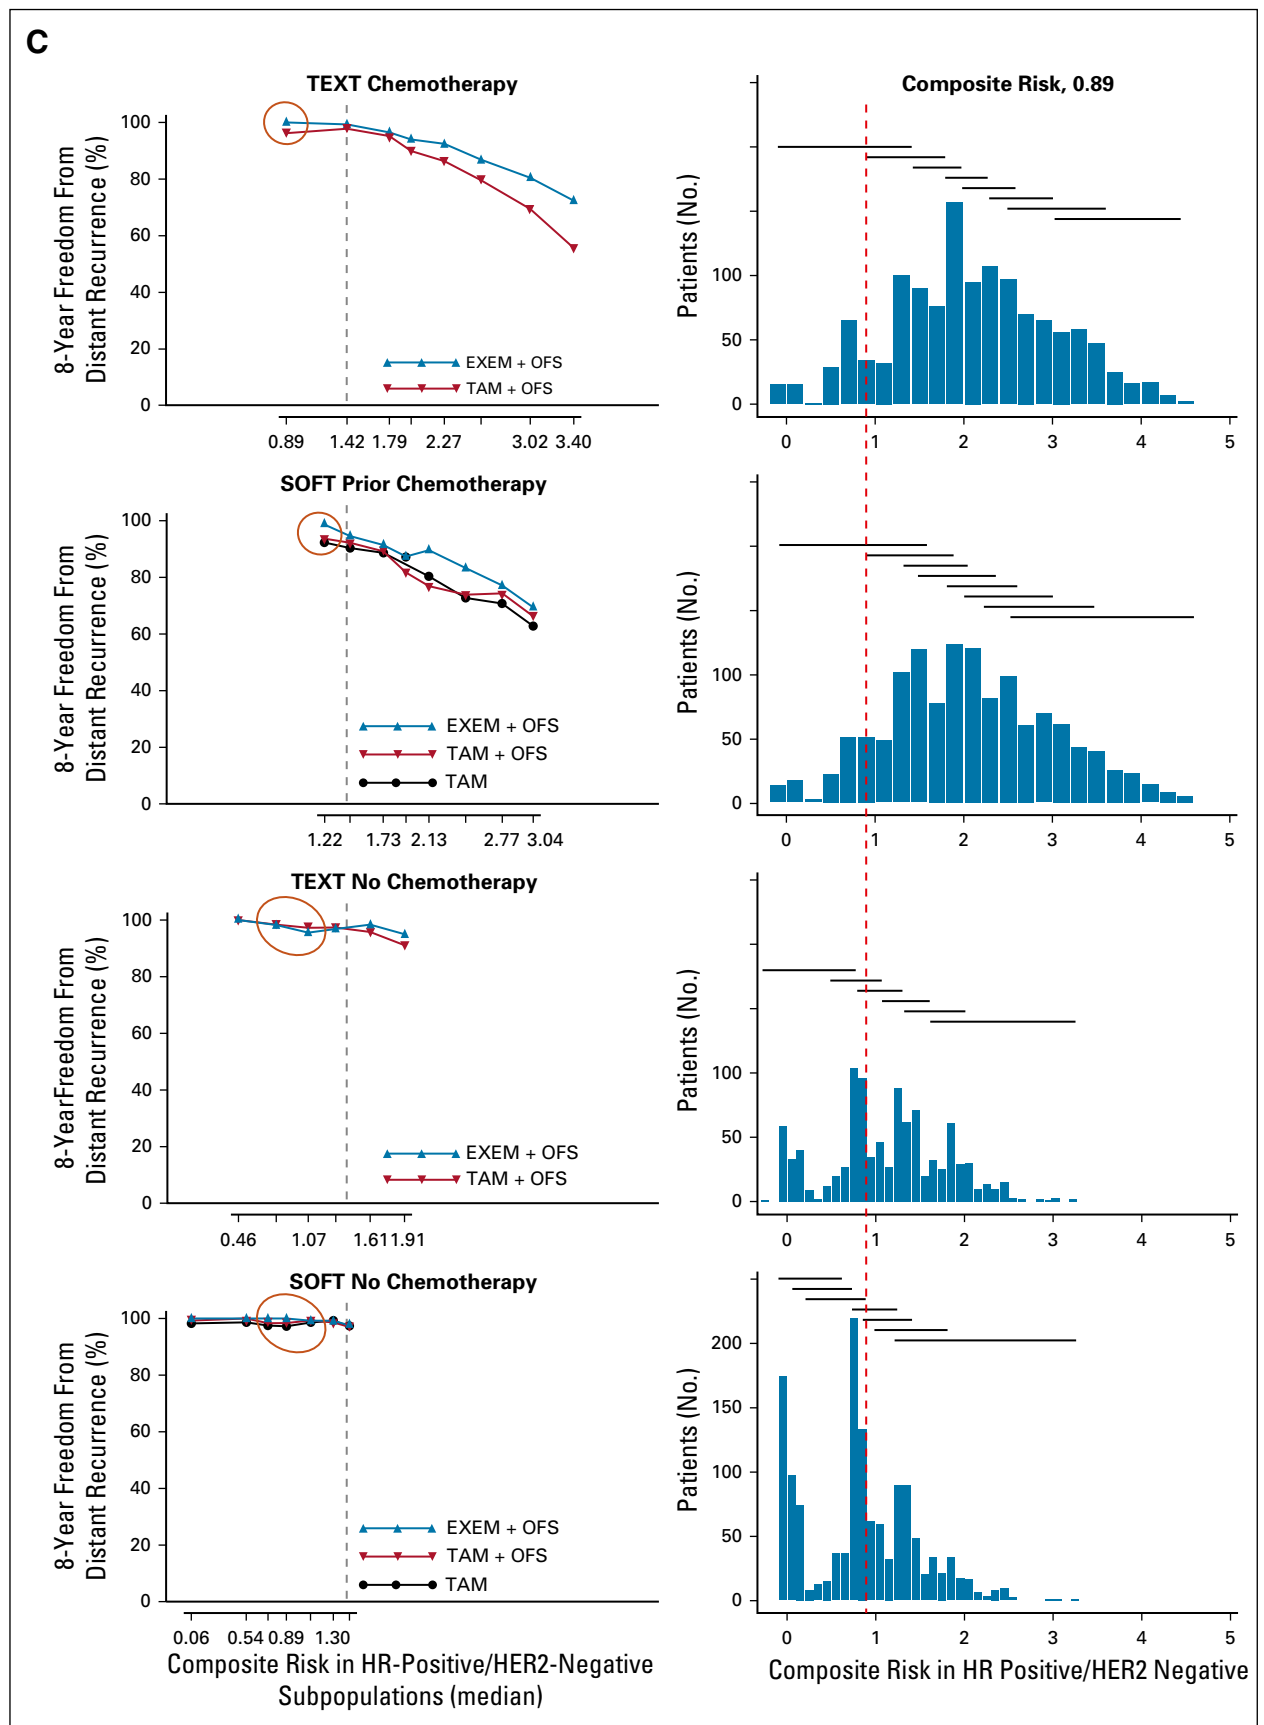 C
TEXT Chemotherapy
8-Year Freedom From
Distant Recurrence (%)
100
80
60
40
20
0
EXEM + OFS
TAM + OFS
0.89 1.42 1.79 2.27 3.02 3.40
Composite Risk, 0.89
Patients (No.)
100
50
0
0 1 2 3 4 5
SOFT Prior Chemotherapy
8-Year Freedom From
Distant Recurrence (%)
100
80
60
40
20
0
EXEM + OFS
TAM + OFS
TAM
1.22 1.73 2.13 2.77 3.04
Patients (No.)
100
50
0
0 1 2 3 4 5
TEXT No Chemotherapy
8-YearFreedom From
Distant Recurrence (%)
100
80
60
40
20
0
EXEM + OFS
TAM + OFS
0.46 1.07 1.611.91
Patients (No.)
100
50
0
0 1 2 3 4 5
SOFT No Chemotherapy
8-Year Freedom From
Distant Recurrence (%)
100
80
60
40
20
0
EXEM + OFS
TAM + OFS
TAM
0.06 0.54 0.89 1.30
Composite Risk in HR-Positive/HER2-Negative
Subpopulations (median)
Patients (No.)
200
150
100
50
0
0 1 2 3 4 5
Composite Risk in HR Positive/HER2 Negative